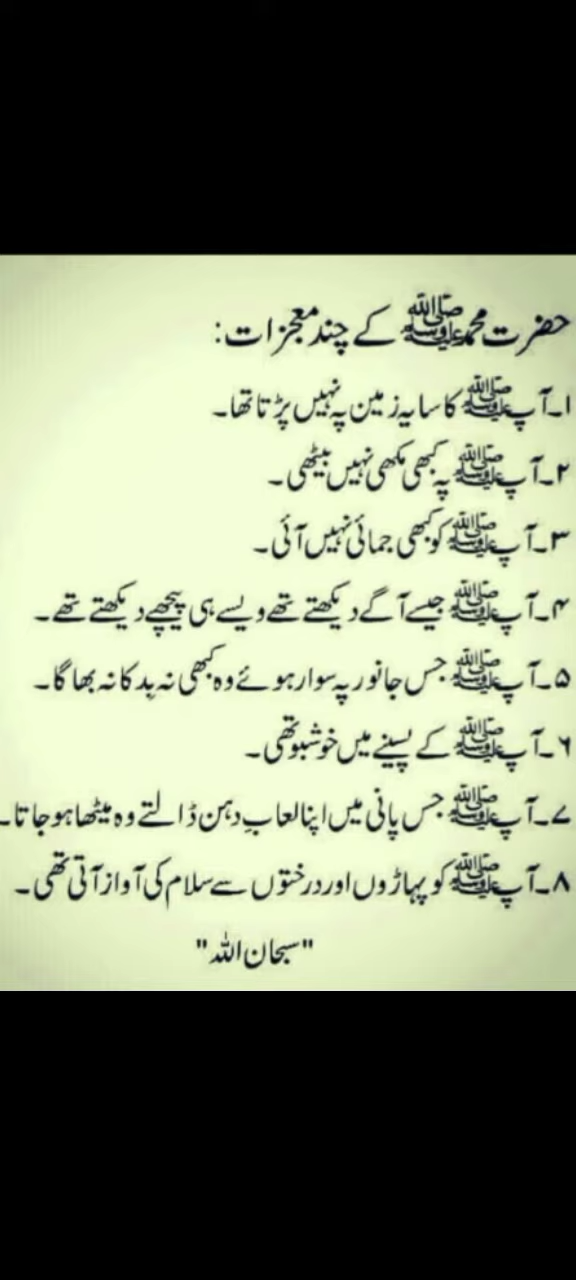 حضرت محمد ﷺ کے چند معجزات:
۱۔آپ ﷺ کا سایہ زمین پہ نہیں پڑتا تھا۔
۲۔آپ ﷺ پہ کبھی مکھی نہیں بیٹھی۔
۳۔آپ ﷺ کو کبھی جمائی نہیں آئی۔
۴۔آپ ﷺ جیسے آگے دیکھتے تھے ویسے ہی پیچھے دیکھتے تھے۔
۵۔آپ ﷺ جس جانور پہ سوار ہوئے وہ کبھی نہ بِدکا نہ بھاگا۔
۶۔آپ ﷺ کے پسینے میں خوشبو تھی۔
۷۔آپ ﷺ جس پانی میں اپنا لعابِ دہن ڈالتے وہ میٹھا ہو جاتا۔
۸۔آپ ﷺ کو پہاڑوں اور درختوں سے سلام کی آواز آتی تھی۔
"سبحان اللہ"